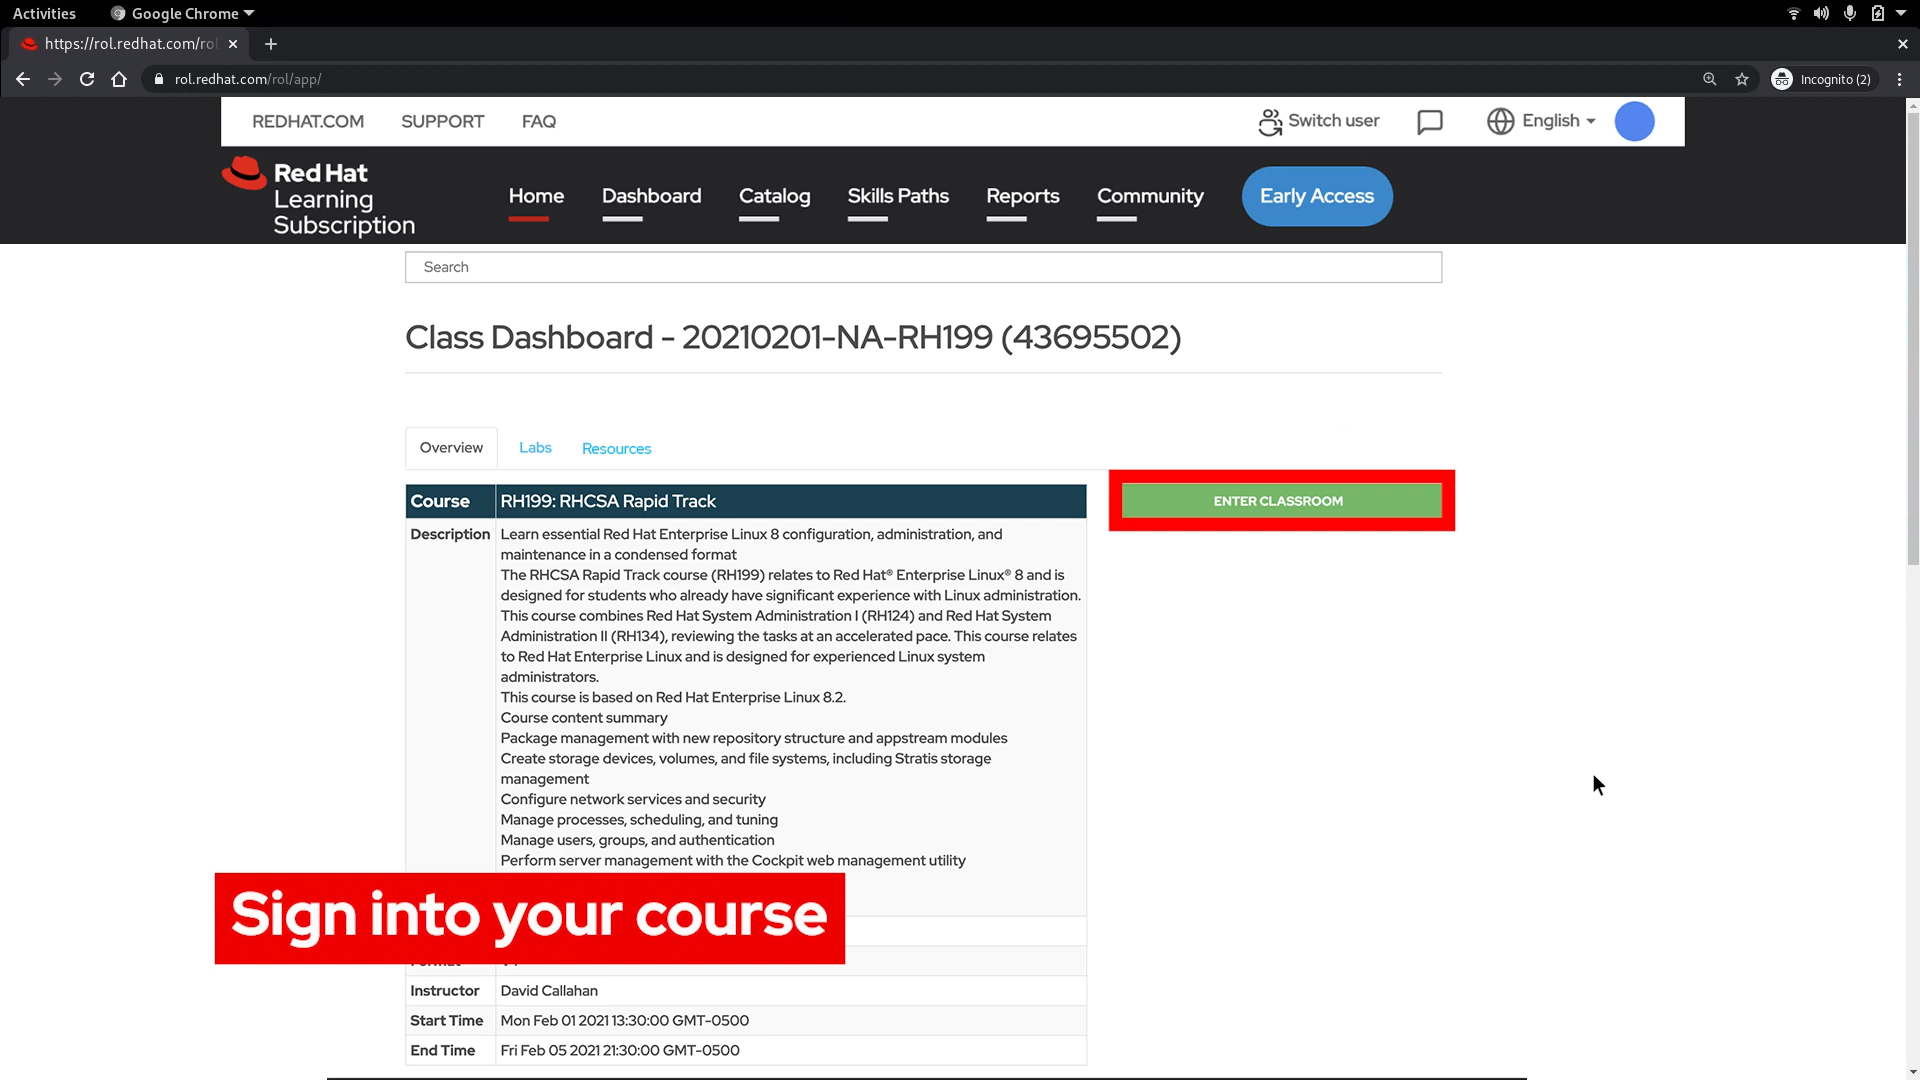 Activities
Google Chrome
https://rol.redhat.com/rol
rol.redhat.com/rol/app/
Incognito (2)
REDHAT.COM SUPPORT FAQ
Switch user
English
Red Hat
Learning
Subscription
Home Dashboard Catalog Skills Paths Reports Community Early Access
Search
Class Dashboard - 20210201-NA-RH199 (43695502)
Overview Labs Resources
Course RH199: RHCSA Rapid Track
ENTER CLASSROOM
Description Learn essential Red Hat Enterprise Linux 8 configuration, administration, and
maintenance in a condensed format
The RHCSA Rapid Track course (RH199) relates to Red Hat® Enterprise Linux® 8 and is
designed for students who already have significant experience with Linux administration.
This course combines Red Hat System Administration I (RH124) and Red Hat System
Administration II (RH134), reviewing the tasks at an accelerated pace. This course relates
to Red Hat Enterprise Linux and is designed for experienced Linux system
administrators.
This course is based on Red Hat Enterprise Linux 8.2.
Course content summary
Package management with new repository structure and appstream modules
Create storage devices, volumes, and file systems, including Stratis storage
management
Configure network services and security
Manage processes, scheduling, and tuning
Manage users, groups, and authentication
Perform server management with the Cockpit web management utility
Sign into your course
Instructor David Callahan
Start Time Mon Feb 01 2021 13:30:00 GMT-0500
End Time Fri Feb 05 2021 21:30:00 GMT-0500